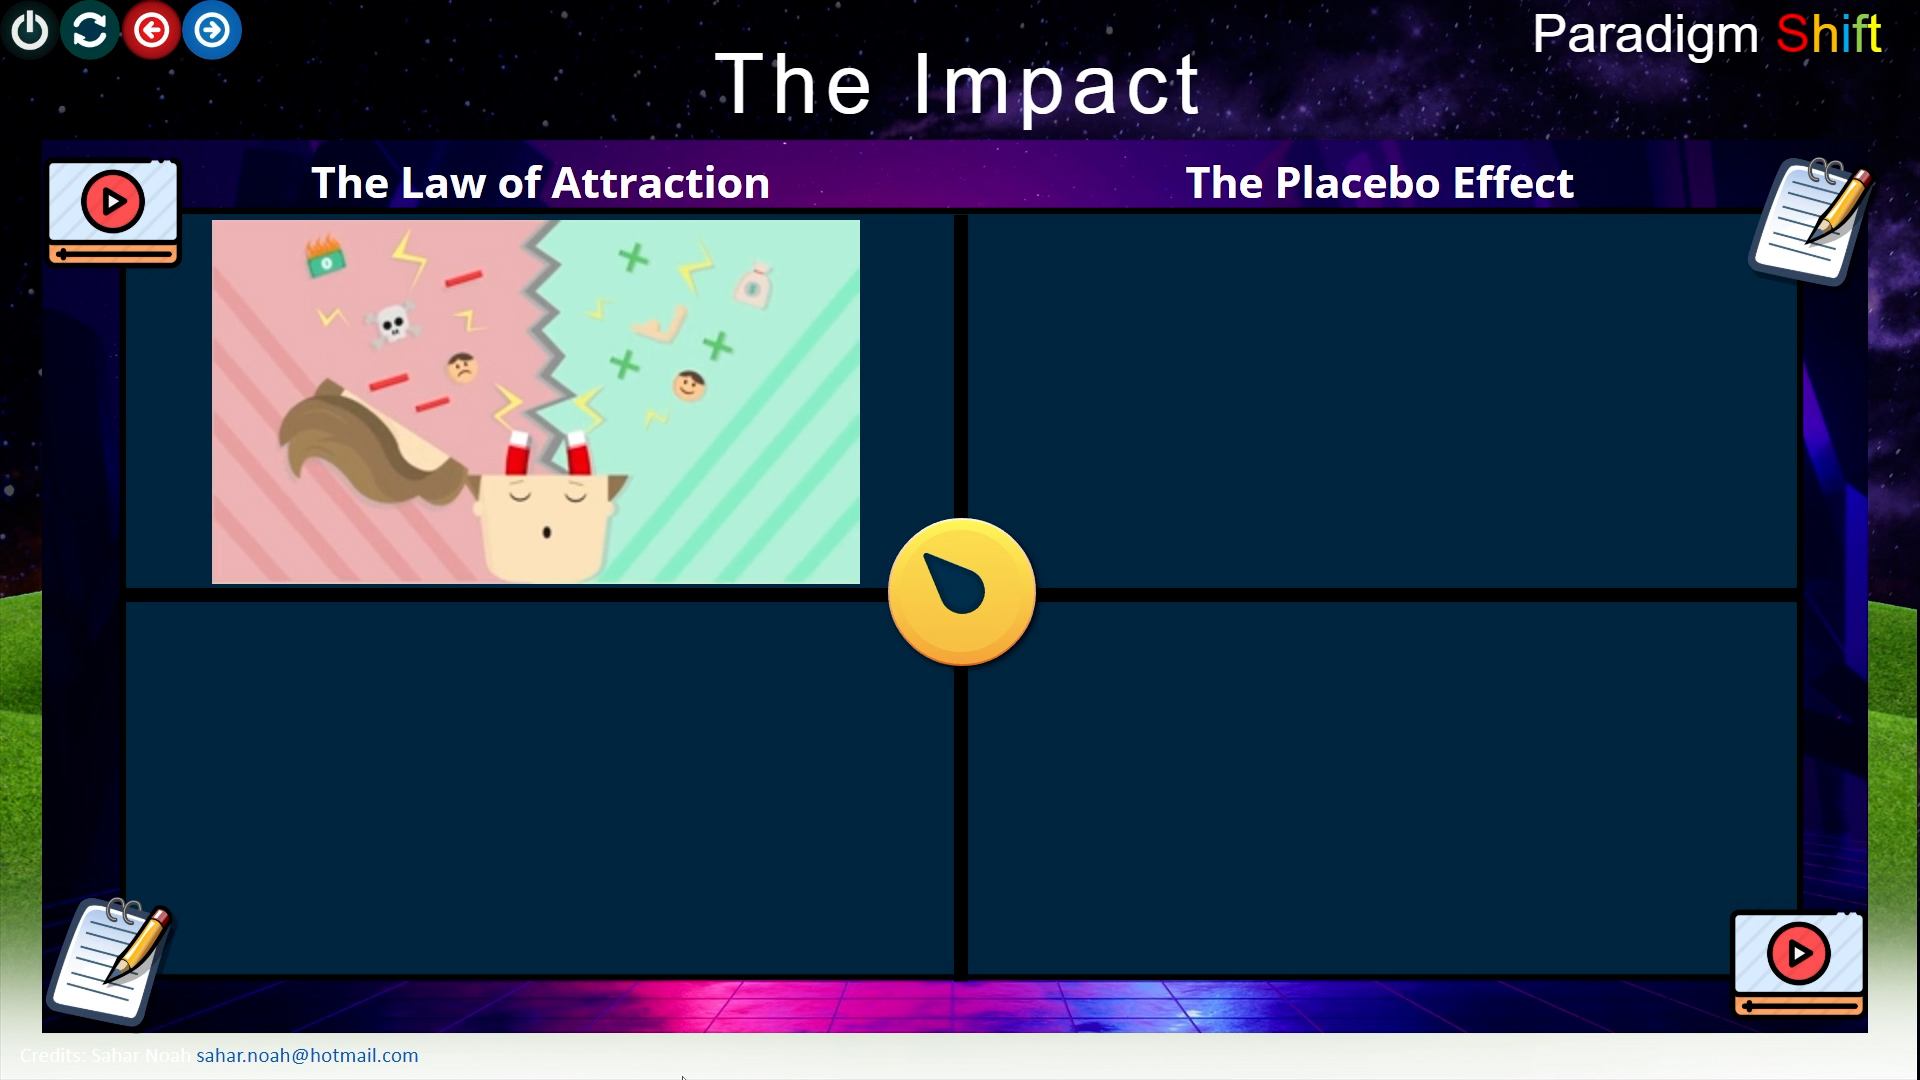 Paradigm Shift
The Impact
The Law of Attraction
The Placebo Effect
Credits: Sahar Noah sahar.noah@hotmail.com